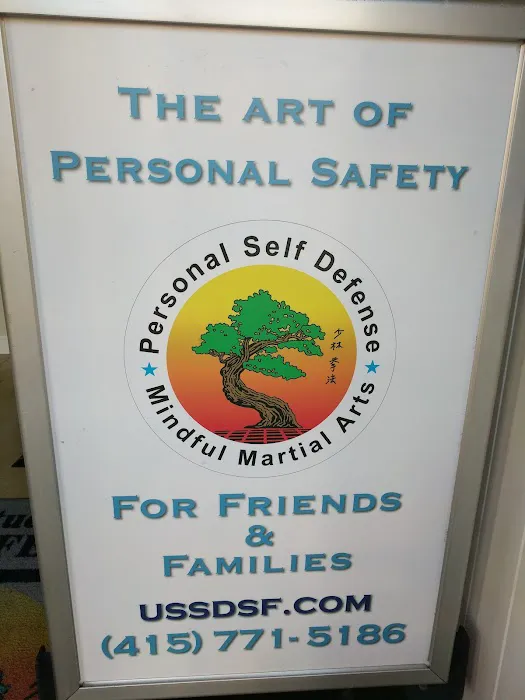 THE ART OF
PERSONAL SAFETY
Personal Self Defense
少林
拳法
★ Mindful Martial Arts ★
FOR FRIENDS
&
FAMILIES
USSDSF.COM
(415) 771-5186